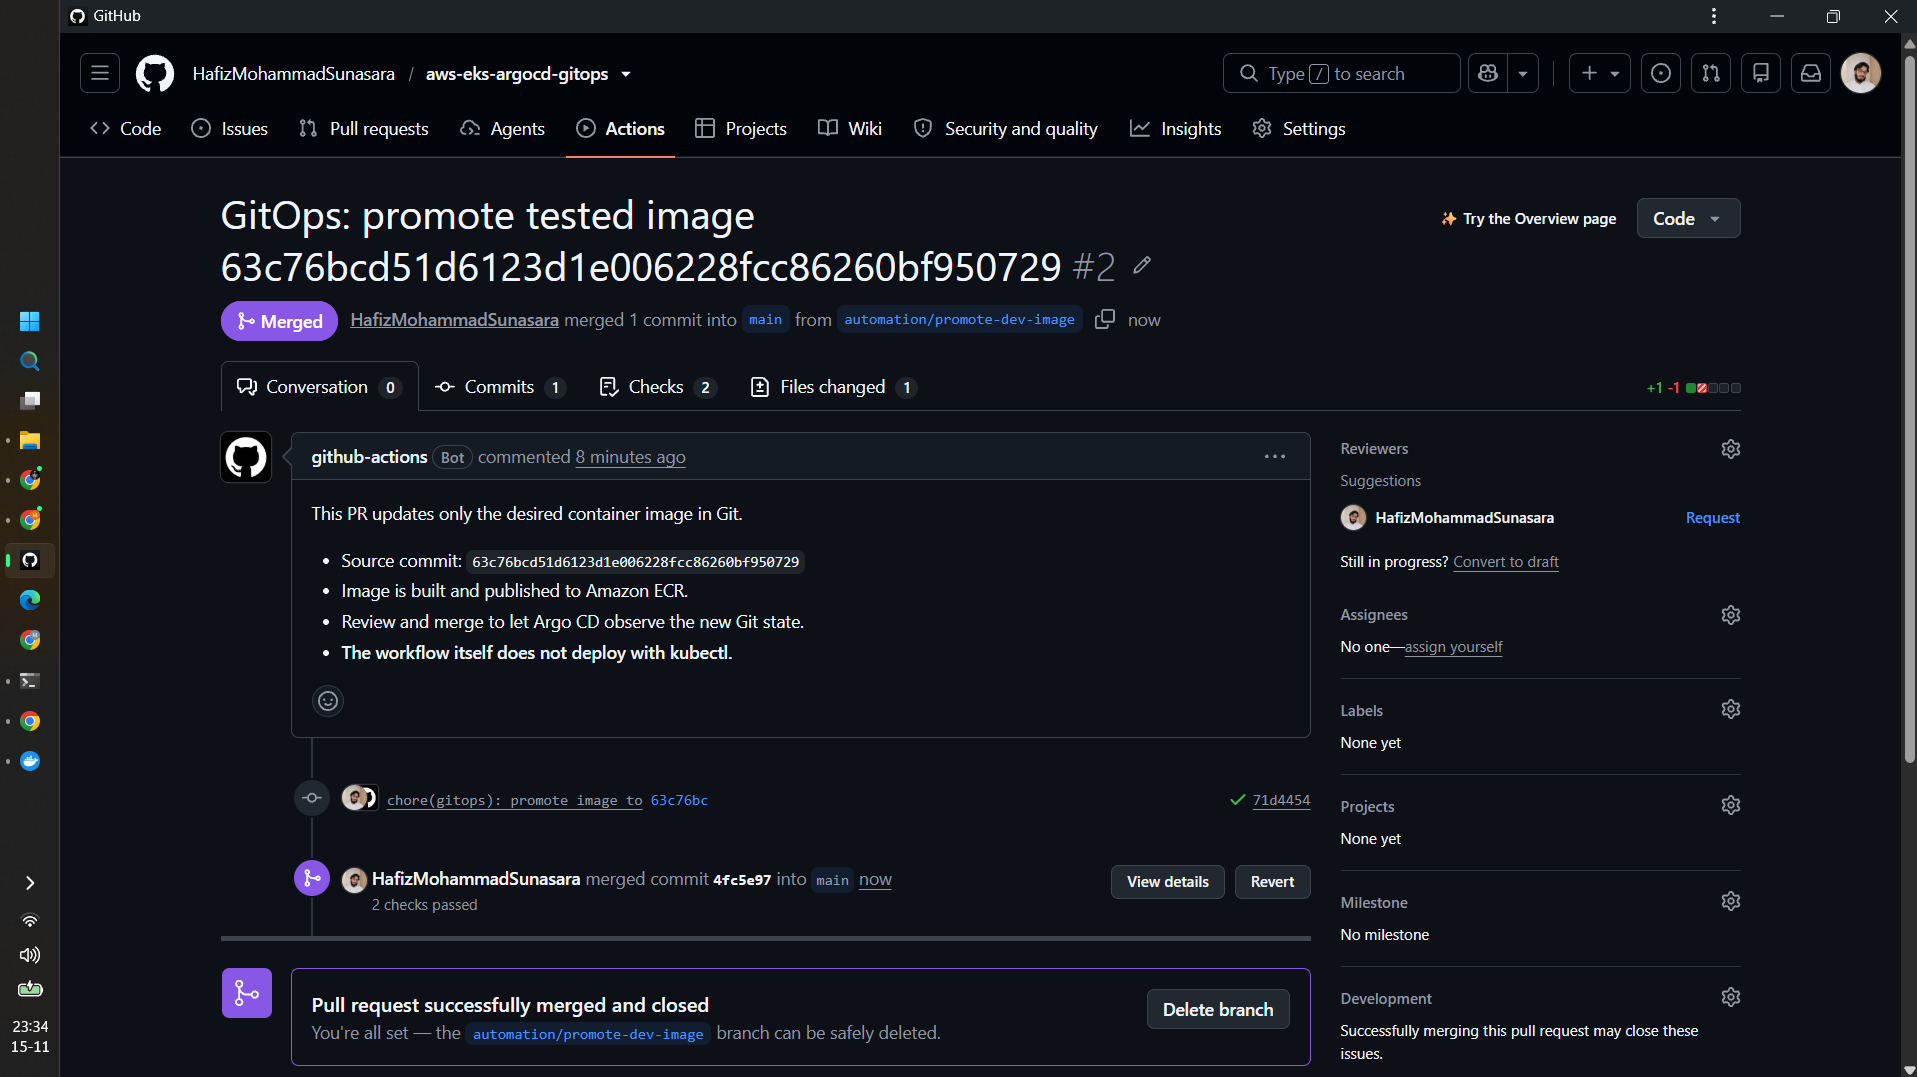 GitHub
HafizMohammadSunasara / aws-eks-argocd-gitops
Type / to search
Code
Issues
Pull requests
Agents
Actions
Projects
Wiki
Security and quality
Insights
Settings
GitOps: promote tested image
63c76bcd51d6123d1e006228fcc86260bf950729 #2
Try the Overview page
Code
Merged
HafizMohammadSunasara merged 1 commit into main from automation/promote-dev-image now
Conversation 0
Commits 1
Checks 2
Files changed 1
+1 -1
github-actions Bot commented 8 minutes ago
This PR updates only the desired container image in Git.
• Source commit: 63c76bcd51d6123d1e006228fcc86260bf950729
• Image is built and published to Amazon ECR.
• Review and merge to let Argo CD observe the new Git state.
• The workflow itself does not deploy with kubectl.
chore(gitops): promote image to 63c76bc
71d4454
HafizMohammadSunasara merged commit 4fc5e97 into main now
2 checks passed
View details
Revert
Pull request successfully merged and closed
You're all set — the automation/promote-dev-image branch can be safely deleted.
Delete branch
Reviewers
Suggestions
HafizMohammadSunasara
Request
Still in progress? Convert to draft
Assignees
No one—assign yourself
Labels
None yet
Projects
None yet
Milestone
No milestone
Development
Successfully merging this pull request may close these
issues.
23:34
15-11